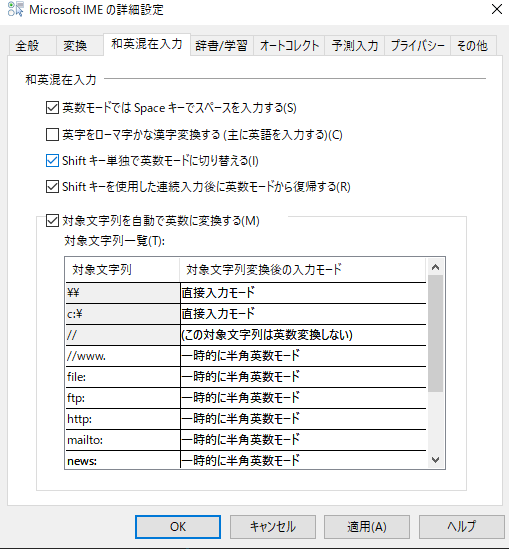 Microsoft IME の詳細設定
全般 変換 和英混在入力 辞書/学習 オートコレクト 予測入力 プライバシー その他
和英混在入力
英数モードでは Space キーでスペースを入力する(S)
英字をローマ字かな漢字変換する (主に英語を入力する)(C)
Shift キー単独で英数モードに切り替える(I)
Shift キーを使用した連続入力後に英数モードから復帰する(R)
対象文字列を自動で英数に変換する(M)
対象文字列一覧(T):
対象文字列 対象文字列変換後の入力モード
¥¥ 直接入力モード
c:¥ 直接入力モード
// (この対象文字列は英数変換しない)
//www. 一時的に半角英数モード
file: 一時的に半角英数モード
ftp: 一時的に半角英数モード
http: 一時的に半角英数モード
mailto: 一時的に半角英数モード
news: 一時的に半角英数モード
OK キャンセル 適用(A) ヘルプ